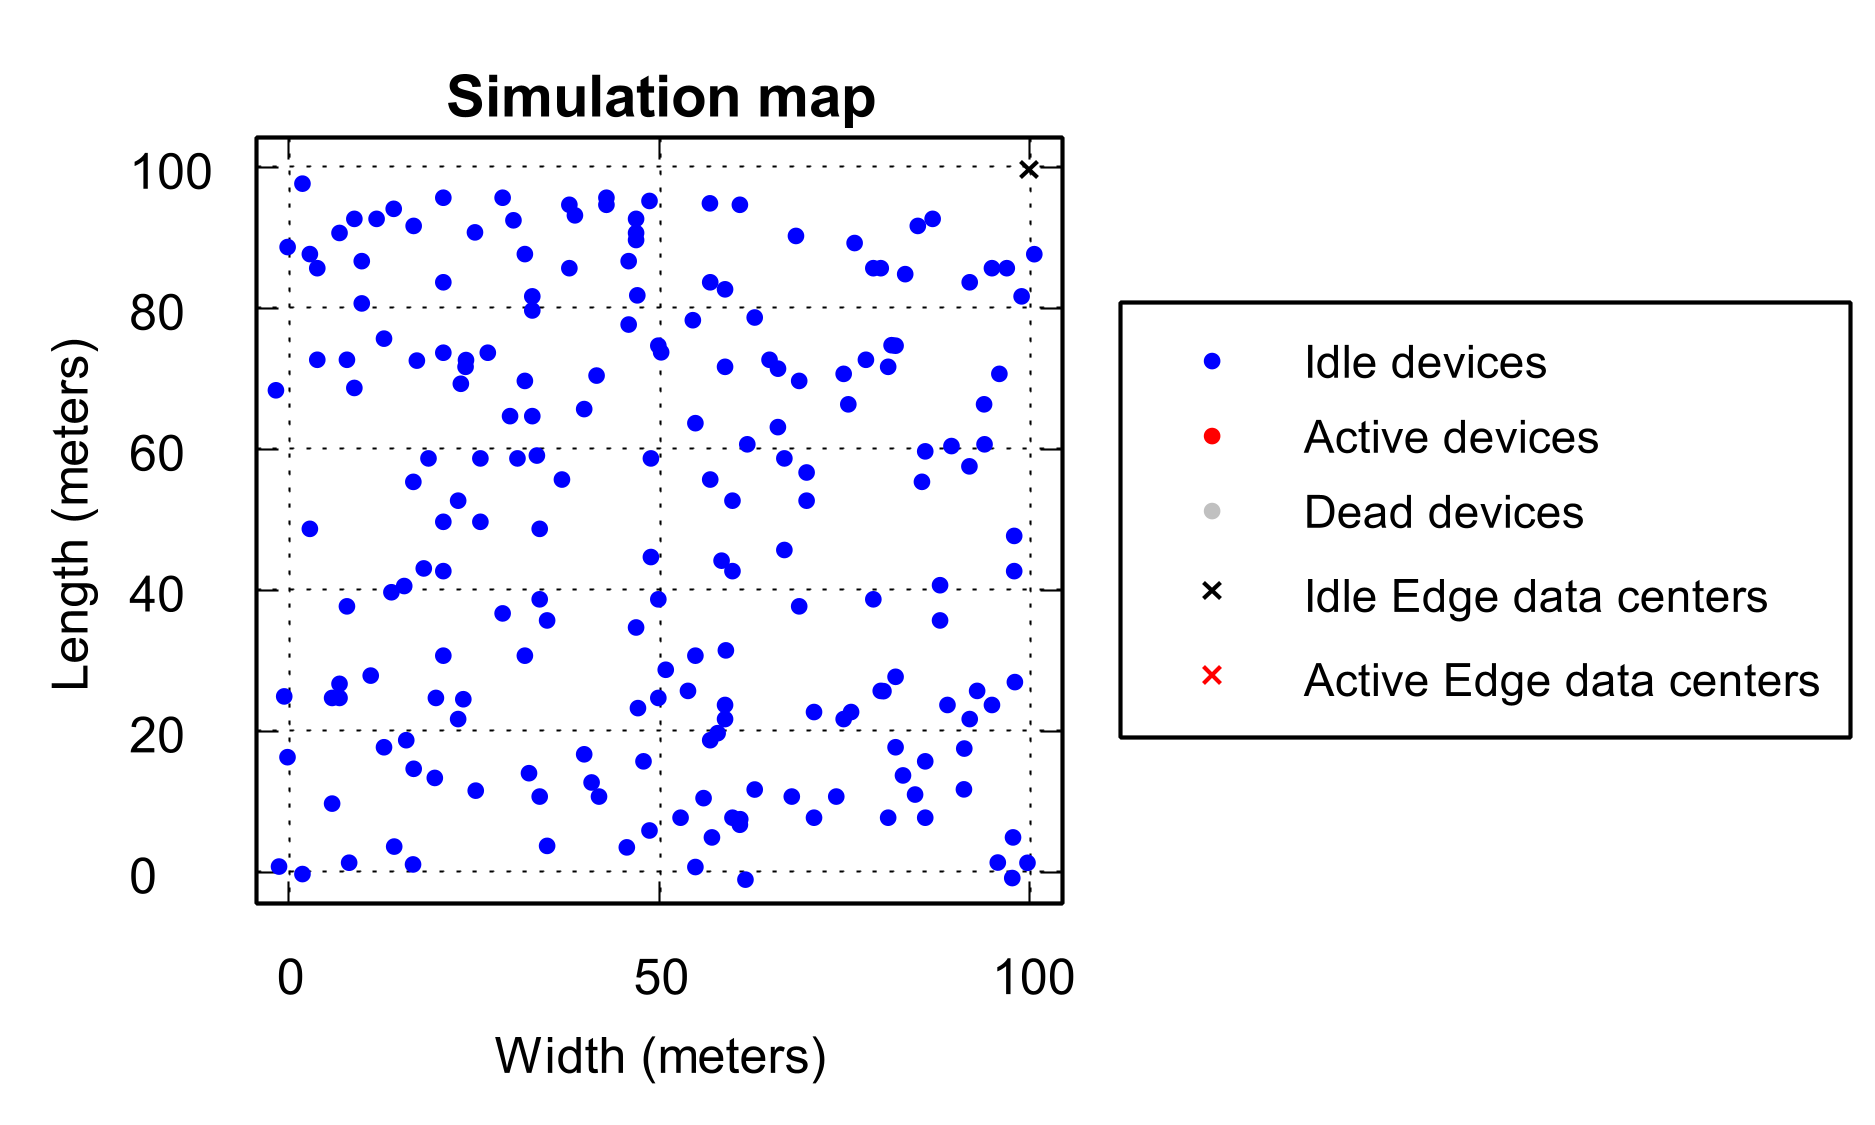 Simulation map
100
80
60
40
20
0
Length (meters)
0 50 100
Width (meters)
Idle devices
Active devices
Dead devices
Idle Edge data centers
Active Edge data centers